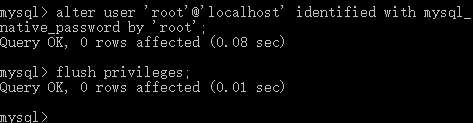 mysql> alter user 'root'@'localhost' identified with mysql_
native_password by 'root';
Query OK, 0 rows affected (0.08 sec)
mysql> flush privileges;
Query OK, 0 rows affected (0.01 sec)
mysql>